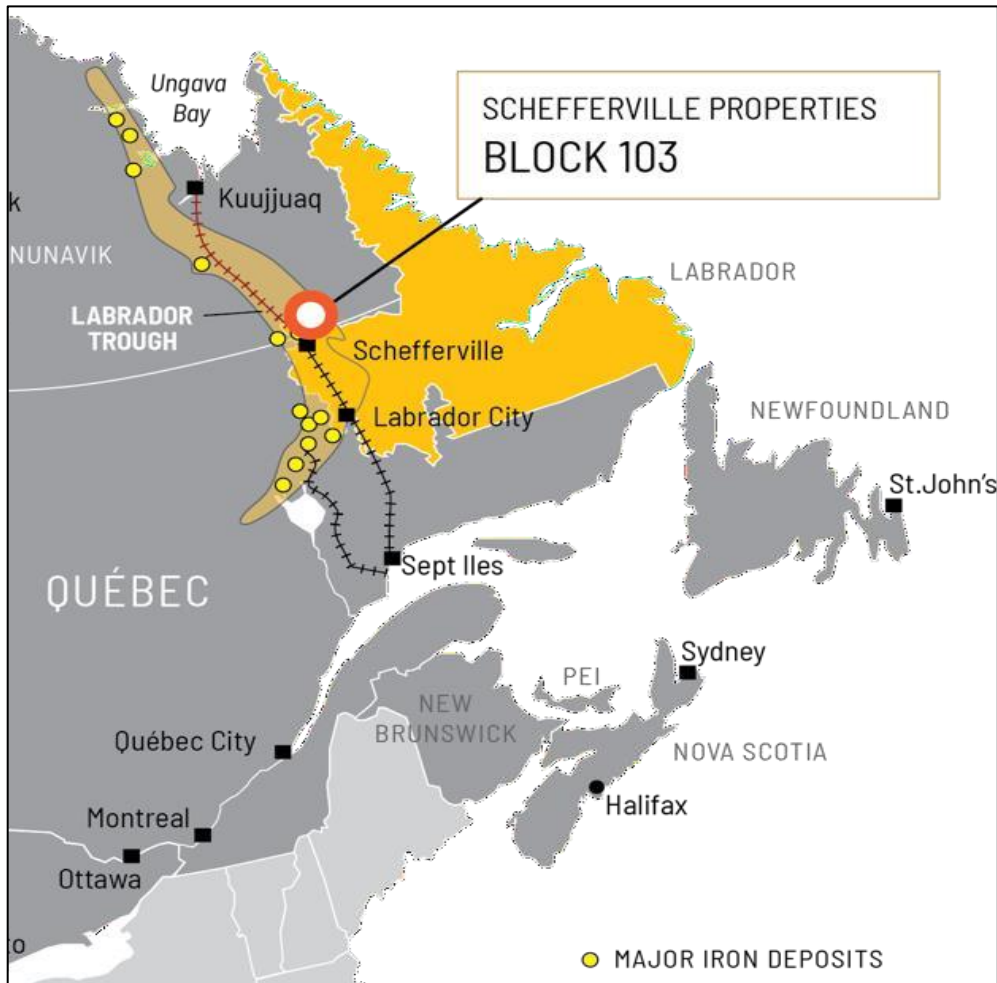 Ungava
Bay
SCHEFFERVILLE PROPERTIES
BLOCK 103
Kuujjuaq
k
NUNAVIK
LABRADOR
LABRADOR
TROUGH
Schefferville
Labrador City
NEWFOUNDLAND
St.John's
Sept Iles
QUÉBEC
Sydney
PEI
NEW
BRUNSWICK
Québec City
NOVA SCOTIA
Halifax
Montreal
Ottawa
to
MAJOR IRON DEPOSITS